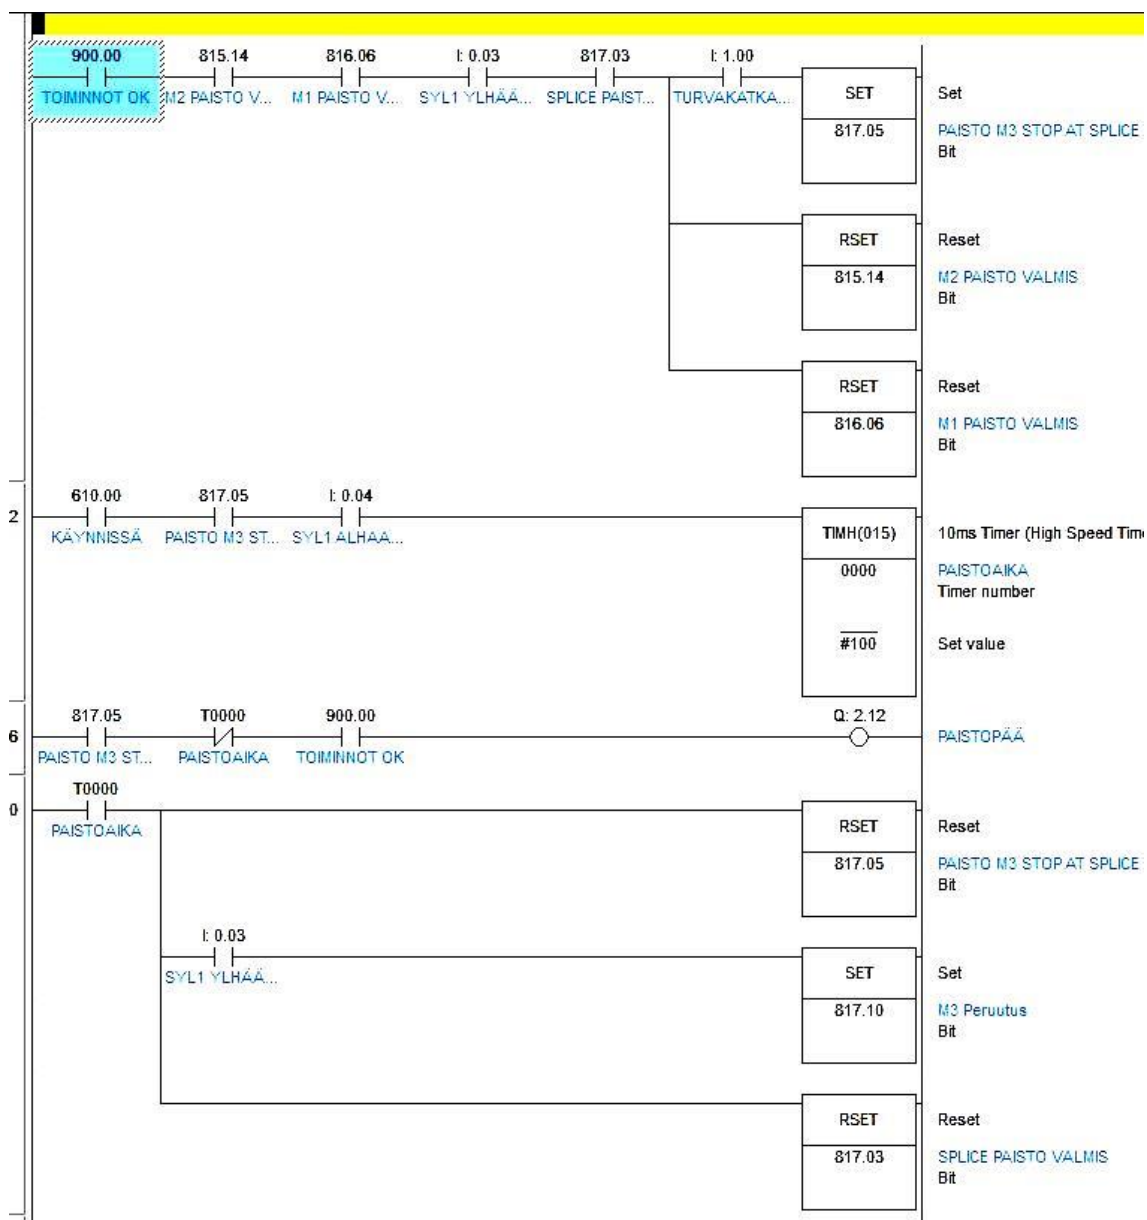 900.00 815.14 816.06 I: 0.03 817.03 I: 1.00
TOIMINNOT OK M2 PAISTO V... M1 PAISTO V... SYL1 YLHÄÄ... SPLICE PAIST... TURVAKATKA...
SET Set
817.05 PAISTO M3 STOP AT SPLICE
Bit
RSET Reset
815.14 M2 PAISTO VALMIS
Bit
RSET Reset
816.06 M1 PAISTO VALMIS
Bit
610.00 817.05 I: 0.04
2
KÄYNNISSÄ PAISTO M3 ST... SYL1 ALHAA...
TIMH(015) 10ms Timer (High Speed Time
0000 PAISTOAIKA
Timer number
#100 Set value
817.05 T0000 900.00 Q: 2.12
6 PAISTOPÄÄ
PAISTO M3 ST... PAISTOAIKA TOIMINNOT OK
T0000
0
PAISTOAIKA
RSET Reset
817.05 PAISTO M3 STOP AT SPLICE
Bit
I: 0.03
SYL1 YLHÄÄ...
SET Set
817.10 M3 Peruutus
Bit
RSET Reset
817.03 SPLICE PAISTO VALMIS
Bit